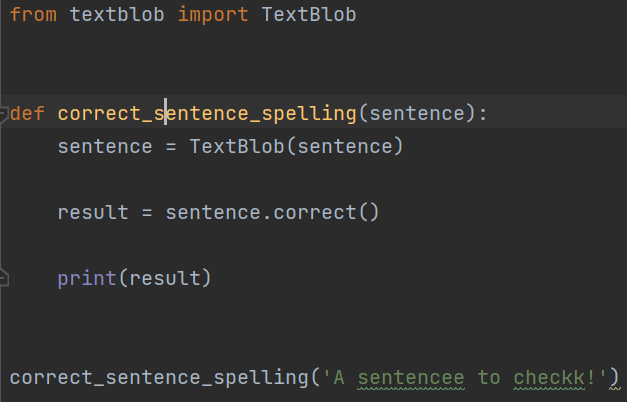 from textblob import TextBlob
def correct_sentence_spelling(sentence):
    sentence = TextBlob(sentence)
    result = sentence.correct()
    print(result)
correct_sentence_spelling('A sentencee to checkk!')